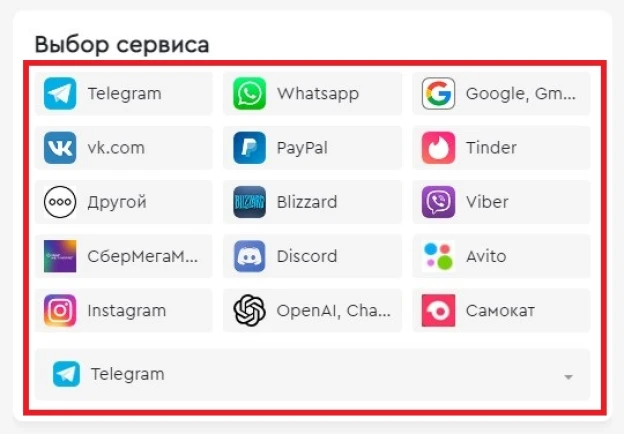 Выбор сервиса
Telegram Whatsapp Google, Gm...
vk.com PayPal Tinder
Другой Blizzard Viber
СберМегаМ... Discord Avito
Instagram OpenAI, Cha... Самокат
Telegram